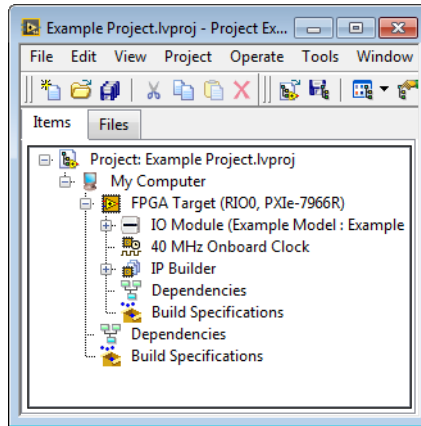 Example Project.lvproj - Project Ex...
File Edit View Project Operate Tools Window
Items Files
Project: Example Project.lvproj
My Computer
FPGA Target (RIO0, PXIe-7966R)
IO Module (Example Model : Example
40 MHz Onboard Clock
IP Builder
Dependencies
Build Specifications
Dependencies
Build Specifications